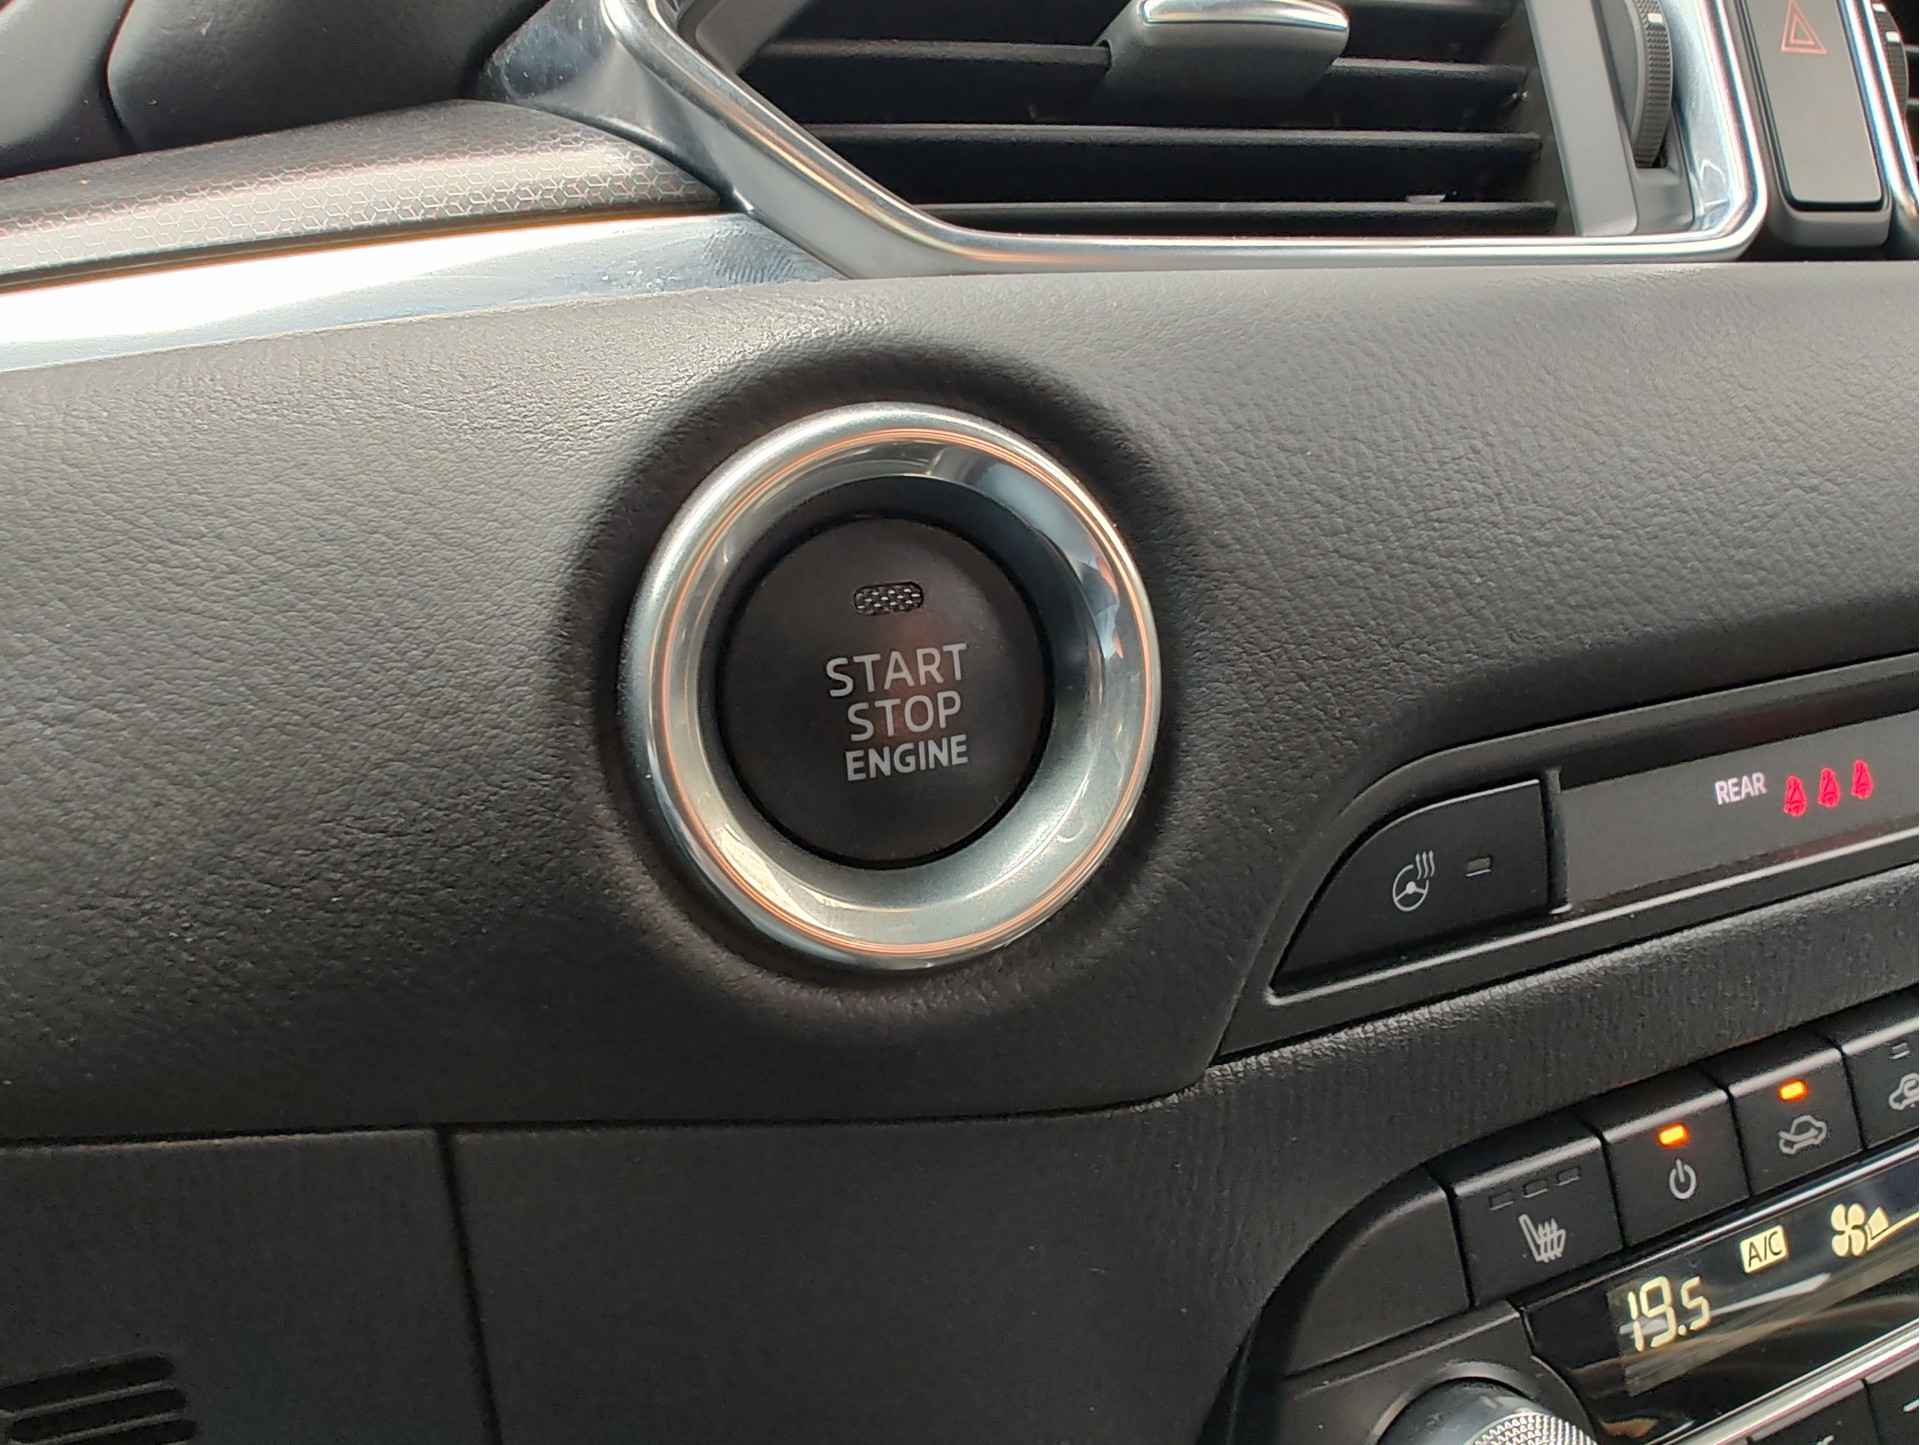 START
STOP
ENGINE
REAR
A/C
19.5